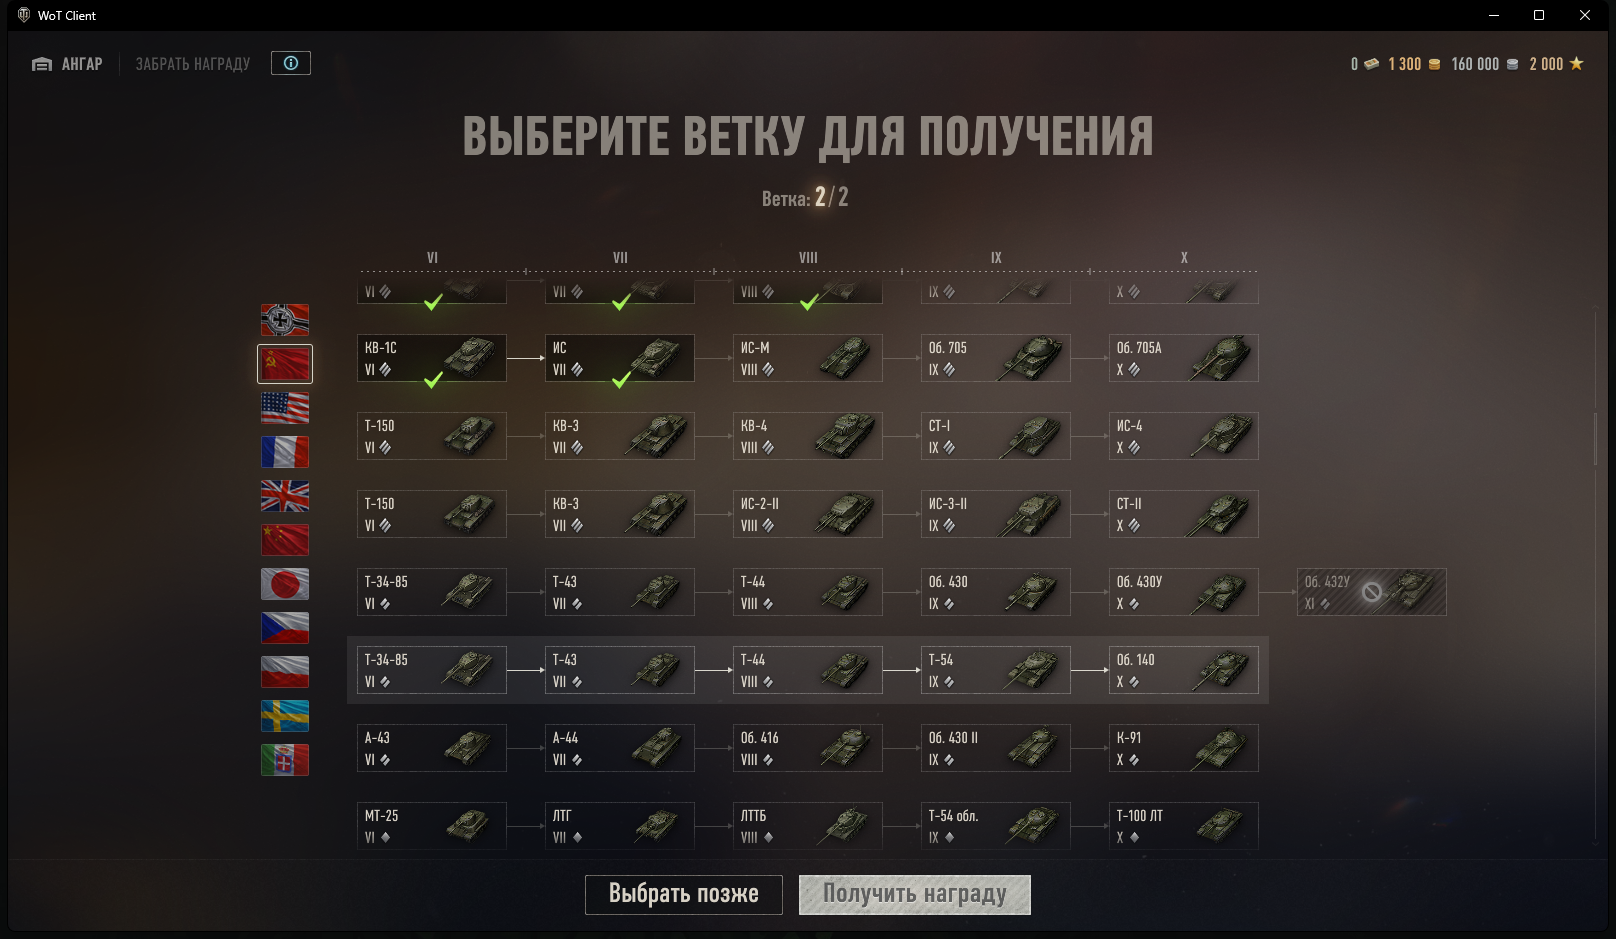 WoT Client
АНГАР ЗАБРАТЬ НАГРАДУ
0 1 300 160 000 2 000
ВЫБЕРИТЕ ВЕТКУ ДЛЯ ПОЛУЧЕНИЯ
Ветка: 2/2
VI VII VIII IX X
VI VII VIII IX X
КВ-1С ИС ИС-М Об. 705 Об. 705А
VI VII VIII IX X
Т-150 КВ-3 КВ-4 СТ-I ИС-4
VI VII VIII IX X
Т-150 КВ-3 ИС-2-II ИС-3-II СТ-II
VI VII VIII IX X
Т-34-85 Т-43 Т-44 Об. 430 Об. 430У Об. 432У
VI VII VIII IX X XI
Т-34-85 Т-43 Т-44 Т-54 Об. 140
VI VII VIII IX X
А-43 А-44 Об. 416 Об. 430 II К-91
VI VII VIII IX X
МТ-25 ЛТГ ЛТТБ Т-54 обл. Т-100 ЛТ
VI VII VIII IX X
Выбрать позже Получить награду